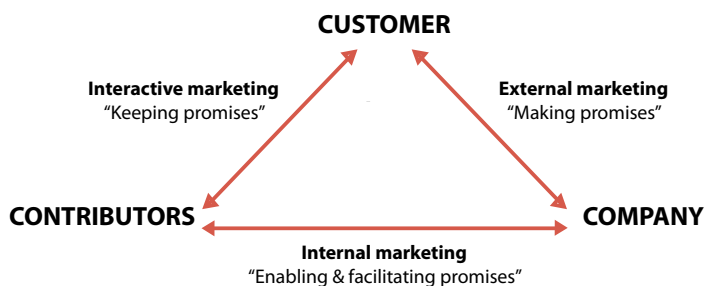 CUSTOMER
Interactive marketing
“Keeping promises”
External marketing
“Making promises”
CONTRIBUTORS
COMPANY
Internal marketing
“Enabling & facilitating promises”